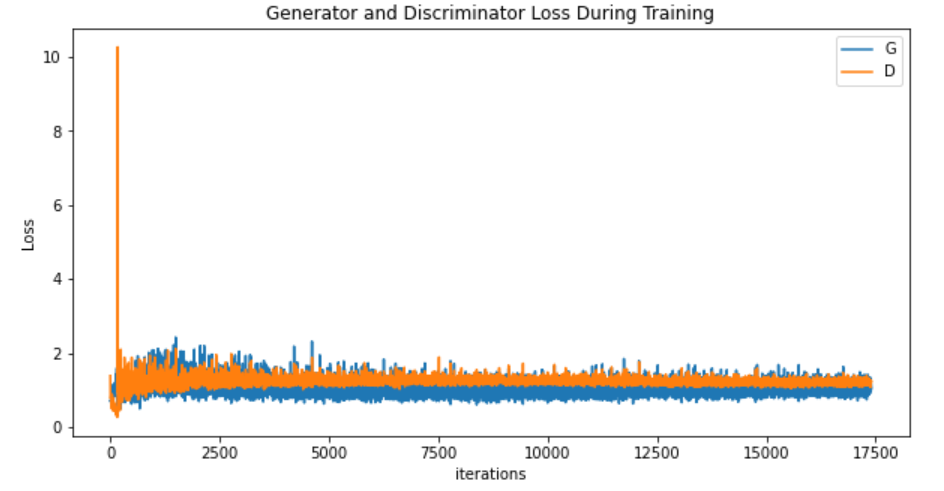 Generator and Discriminator Loss During Training
G
D
10
8
6
4
2
0
Loss
0 2500 5000 7500 10000 12500 15000 17500
iterations